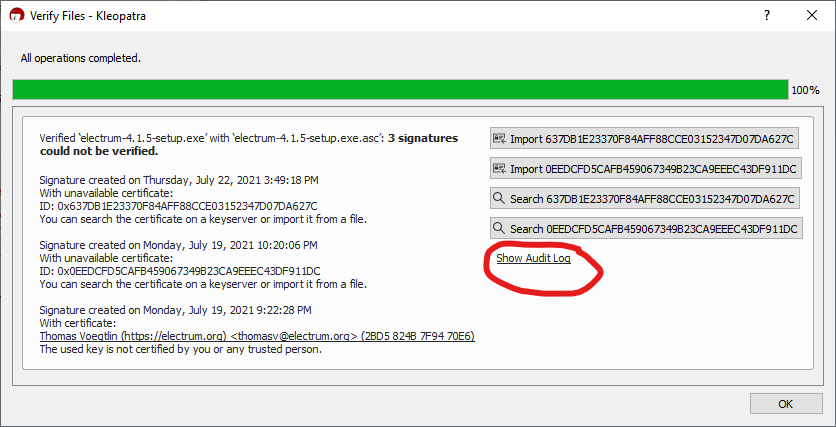 Verify Files - Kleopatra
All operations completed.
100%
Verified ‘electrum-4.1.5-setup.exe’ with ‘electrum-4.1.5-setup.exe.asc’: 3 signatures
could not be verified.
Signature created on Thursday, July 22, 2021 3:49:18 PM
With unavailable certificate:
ID: 0x637DB1E23370F84AFF88CCE03152347D07DA627C
You can search the certificate on a keyserver or import it from a file.
Signature created on Monday, July 19, 2021 10:20:06 PM
With unavailable certificate:
ID: 0x0EEDCFD5CAFB459067349B23CA9EEEC43DF911DC
You can search the certificate on a keyserver or import it from a file.
Signature created on Monday, July 19, 2021 9:22:28 PM
With certificate:
Thomas Voegtlin (https://electrum.org) <thomasv@electrum.org> (2BD5 824B 7F94 70E6)
The used key is not certified by you or any trusted person.
Import 637DB1E23370F84AFF88CCE03152347D07DA627C
Import 0EEDCFD5CAFB459067349B23CA9EEEC43DF911DC
Search 637DB1E23370F84AFF88CCE03152347D07DA627C
Search 0EEDCFD5CAFB459067349B23CA9EEEC43DF911DC
Show Audit Log
OK